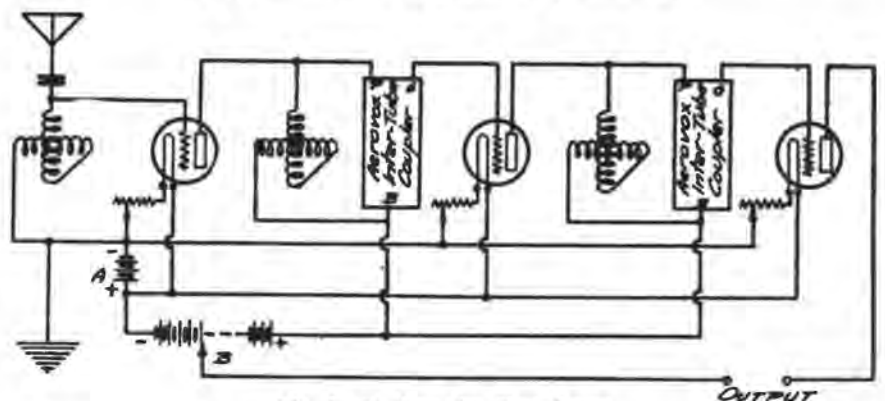 Aerovox
Inter-Tube
Coupler
Aerovox
Inter-Tube
Coupler
-
A
+
-
+
B
OUTPUT